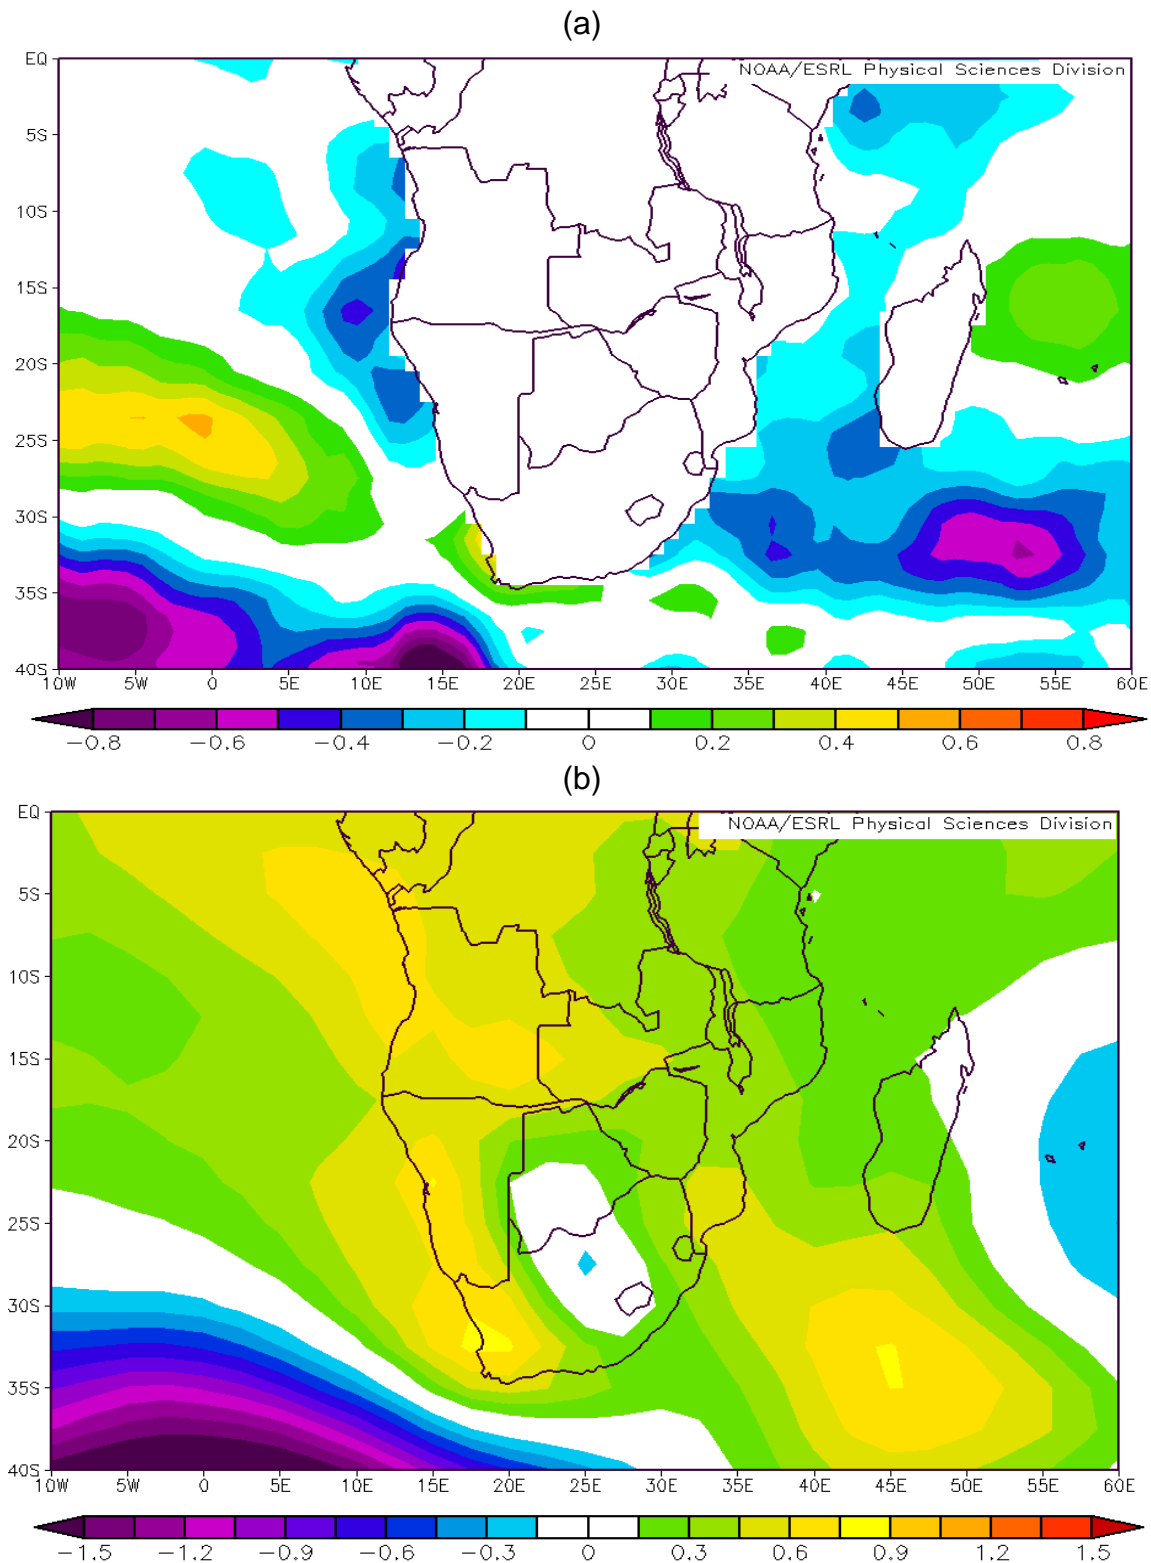 (a)
NOAA/ESRL Physical Sciences Division
EQ
5S
10S
15S
20S
25S
30S
35S
40S
10W 5W 0 5E 10E 15E 20E 25E 30E 35E 40E 45E 50E 55E 60E
−0.8 −0.6 −0.4 −0.2 0 0.2 0.4 0.6 0.8
(b)
NOAA/ESRL Physical Sciences Division
EQ
5S
10S
15S
20S
25S
30S
35S
40S
10W 5W 0 5E 10E 15E 20E 25E 30E 35E 40E 45E 50E 55E 60E
−1.5 −1.2 −0.9 −0.6 −0.3 0 0.3 0.6 0.9 1.2 1.5